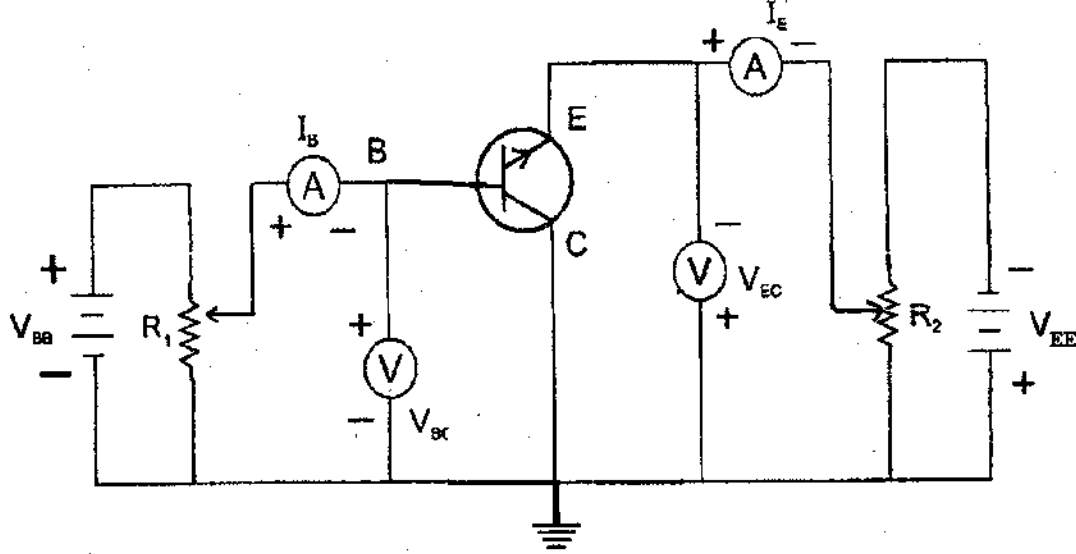 I_E
+ A −
E
I_B
B
A
+ −
C
+
V_BB
−
R_1
+
V
−
V_BC
−
V
+
V_EC
R_2
−
V_EE
+